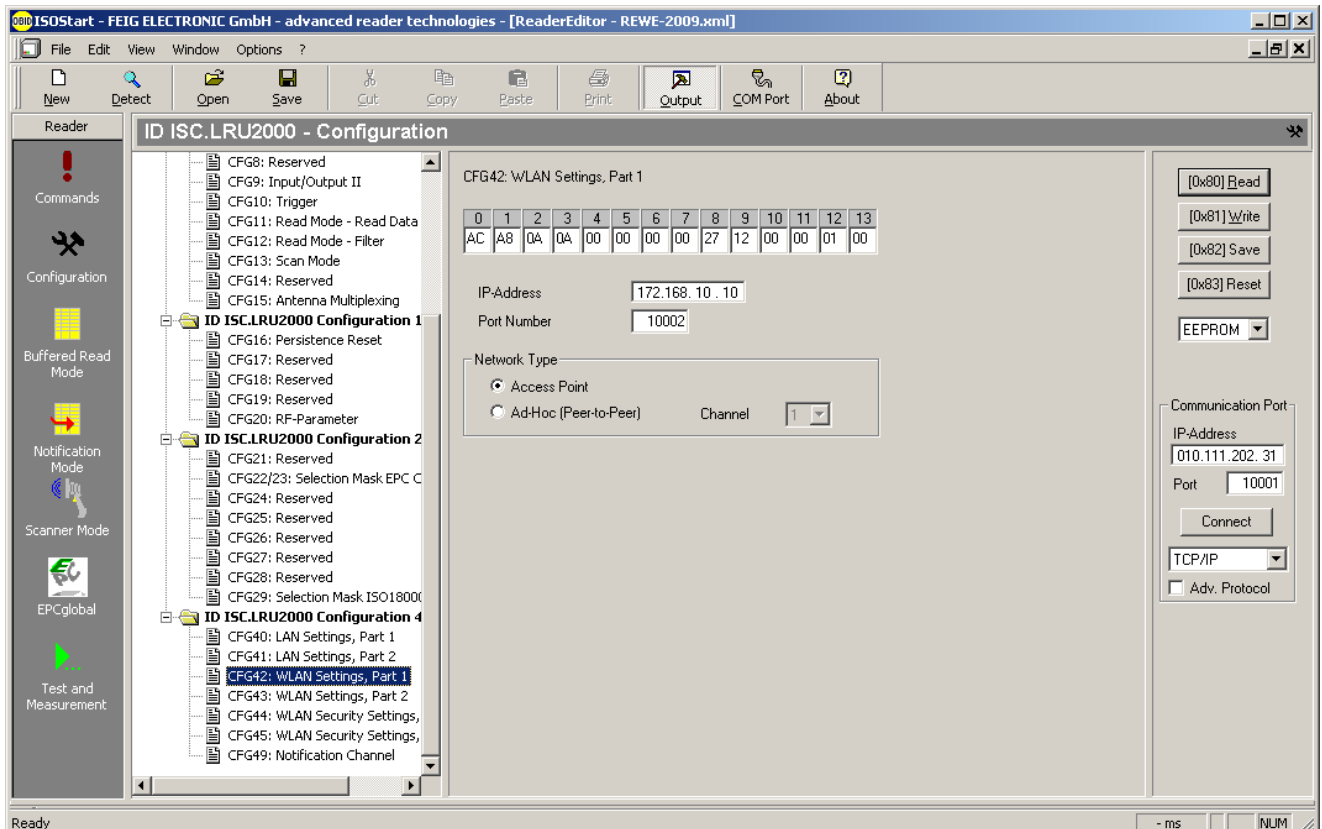 OBID ISOStart - FEIG ELECTRONIC GmbH - advanced reader technologies - [ReaderEditor - REWE-2009.xml]
File Edit View Window Options ?
New Detect Open Save Cut Copy Paste Print Output COM Port About
Reader
ID ISC.LRU2000 - Configuration
Commands
Configuration
Buffered Read
Mode
Notification
Mode
Scanner Mode
EPCglobal
Test and
Measurement
CFG8: Reserved
CFG9: Input/Output II
CFG10: Trigger
CFG11: Read Mode - Read Data
CFG12: Read Mode - Filter
CFG13: Scan Mode
CFG14: Reserved
CFG15: Antenna Multiplexing
ID ISC.LRU2000 Configuration 1
CFG16: Persistence Reset
CFG17: Reserved
CFG18: Reserved
CFG19: Reserved
CFG20: RF-Parameter
ID ISC.LRU2000 Configuration 2
CFG21: Reserved
CFG22/23: Selection Mask EPC C
CFG24: Reserved
CFG25: Reserved
CFG26: Reserved
CFG27: Reserved
CFG28: Reserved
CFG29: Selection Mask ISO1800(
ID ISC.LRU2000 Configuration 4
CFG40: LAN Settings, Part 1
CFG41: LAN Settings, Part 2
CFG42: WLAN Settings, Part 1
CFG43: WLAN Settings, Part 2
CFG44: WLAN Security Settings,
CFG45: WLAN Security Settings,
CFG49: Notification Channel
CFG42: WLAN Settings, Part 1
0 1 2 3 4 5 6 7 8 9 10 11 12 13
AC A8 0A 0A 00 00 00 00 27 12 00 00 01 00
IP-Address 172.168. 10 . 10
Port Number 10002
Network Type
Access Point
Ad-Hoc (Peer-to-Peer) Channel 1
[0x80] Read
[0x81] Write
[0x82] Save
[0x83] Reset
EEPROM
Communication Port
IP-Address
010.111.202. 31
Port 10001
Connect
TCP/IP
Adv. Protocol
Ready - ms NUM